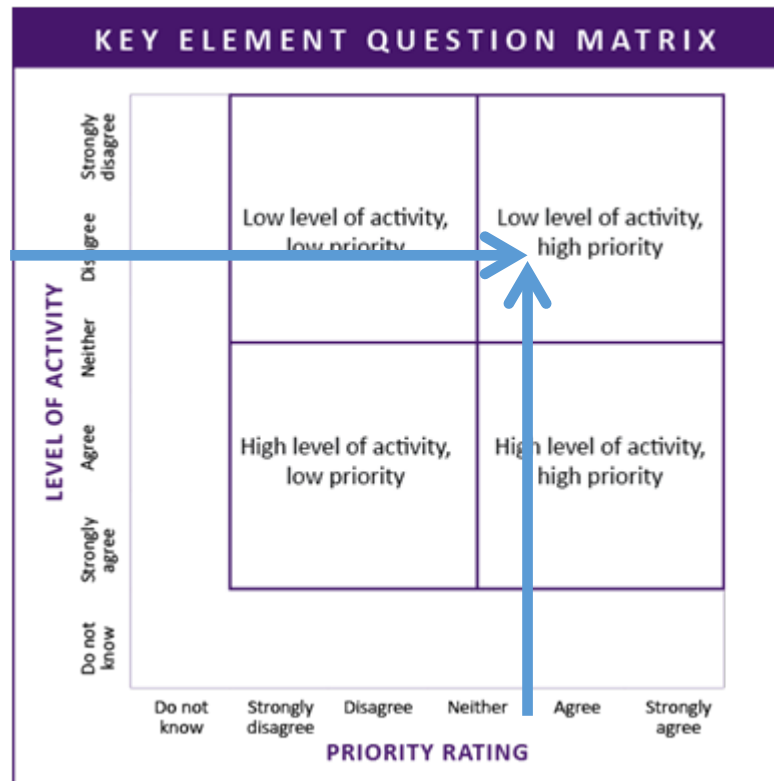 KEY ELEMENT QUESTION MATRIX
Strongly
disagree
Disagree
Neither
Agree
Strongly
agree
Do not
know
LEVEL OF ACTIVITY
Low level of activity,
low priority
Low level of activity,
high priority
High level of activity,
low priority
High level of activity,
high priority
Do not
know
Strongly
disagree
Disagree
Neither
Agree
Strongly
agree
PRIORITY RATING